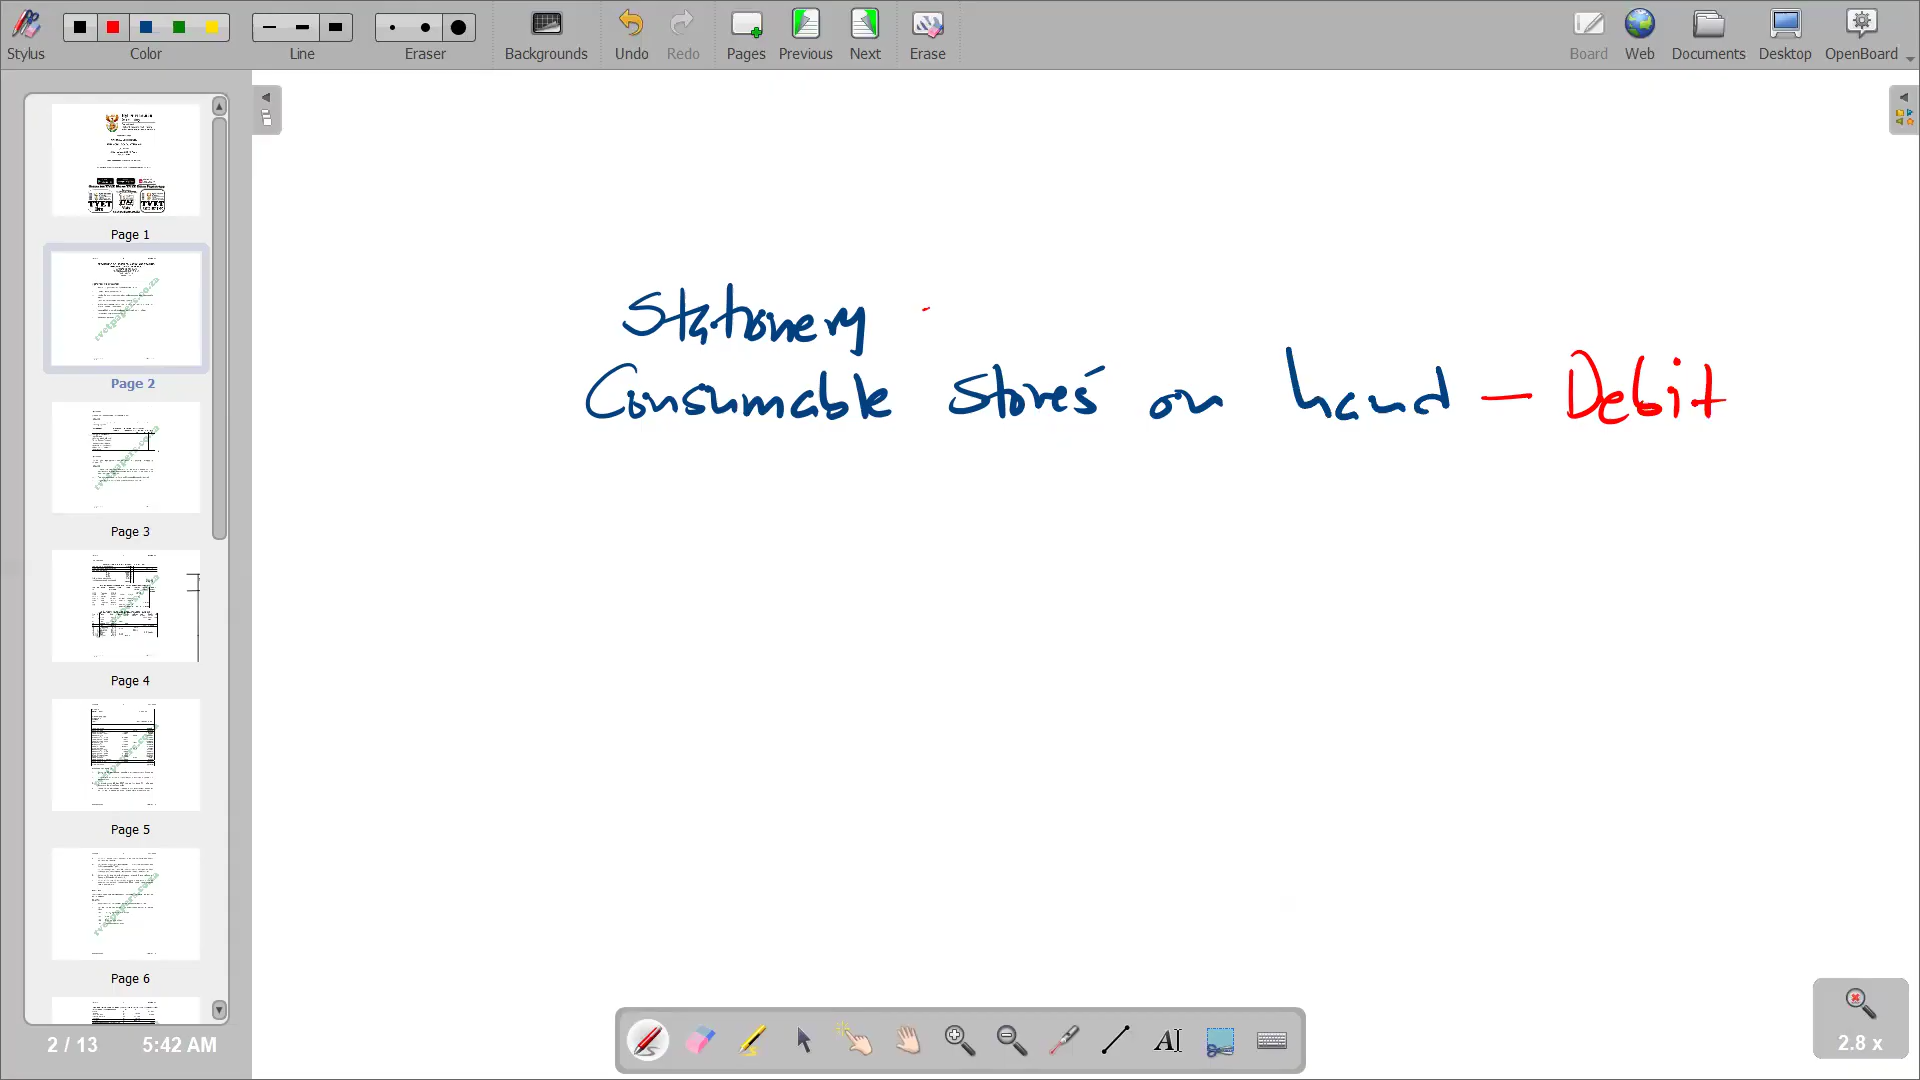 Stylus
Color
Line
Eraser
Backgrounds
Undo
Redo
Pages
Previous
Next
Erase
Board
Web
Documents
Desktop
OpenBoard
Page 1
Page 2
Page 3
Page 4
Page 5
Page 6
Stationery
Consumable stores on hand — Debit
2 / 13
5:42 AM
2.8 x